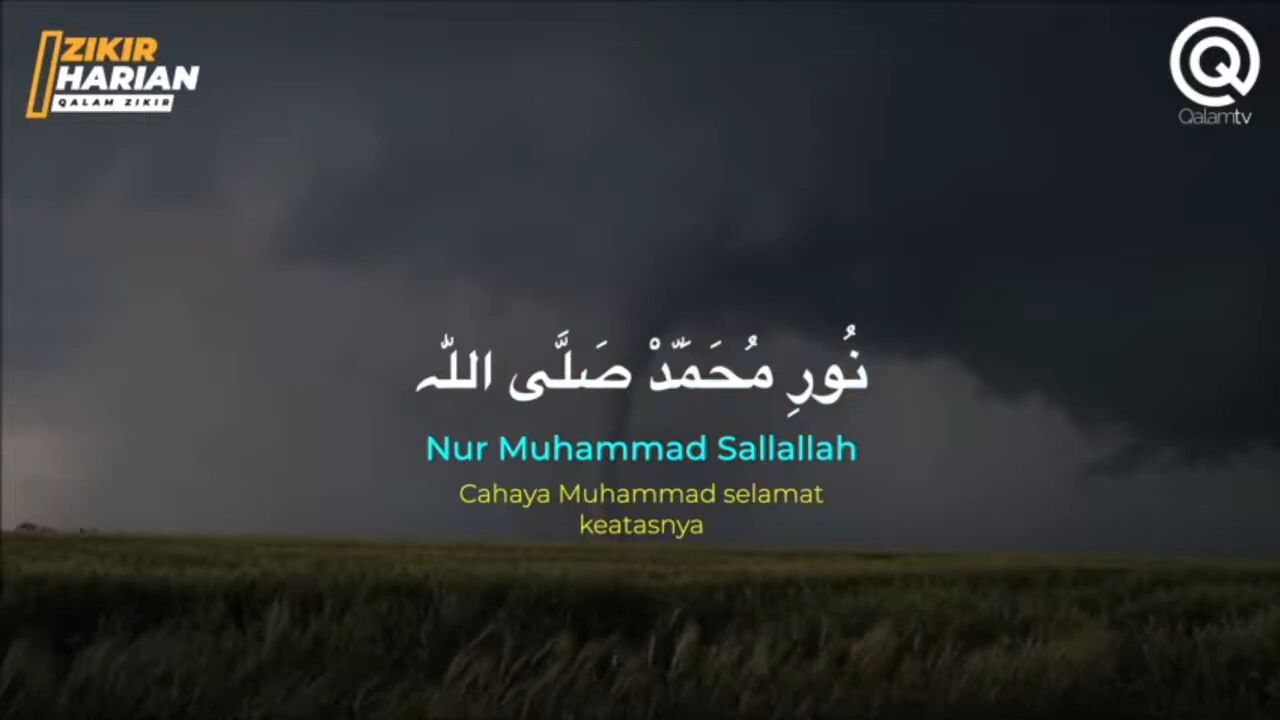 ZIKIR
HARIAN
QALAM ZIKIR
Qalamtv
نُورِ مُحَمَّدْ صَلَّى اللّٰه
Nur Muhammad Sallallah
Cahaya Muhammad selamat
keatasnya